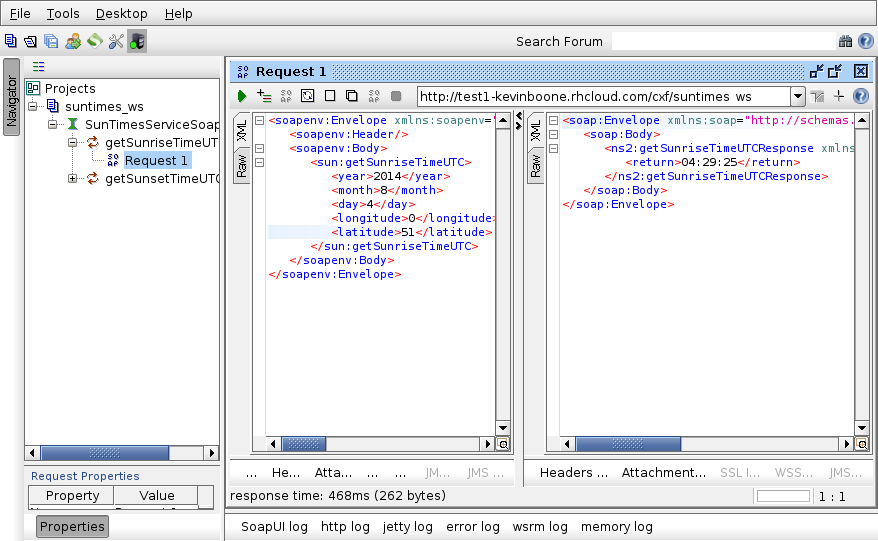 File Tools Desktop Help
Search Forum
Navigator
Projects
suntimes_ws
SunTimesServiceSoap
getSunriseTimeUT
Request 1
getSunsetTimeUTC
Request Properties
Property Value
Properties
SO
AP
Request 1
http://test1-kevinboone.rhcloud.com/cxf/suntimes_ws
XML
Raw
<soapenv:Envelope xmlns:soapenv="
<soapenv:Header/>
<soapenv:Body>
<sun:getSunriseTimeUTC>
<year>2014</year>
<month>8</month>
<day>4</day>
<longitude>0</longitude>
<latitude>51</latitude>
</sun:getSunriseTimeUTC>
</soapenv:Body>
</soapenv:Envelope>
XML
Raw
<soap:Envelope xmlns:soap="http://schemas.
<soap:Body>
<ns2:getSunriseTimeUTCResponse xmlns
<return>04:29:25</return>
</ns2:getSunriseTimeUTCResponse>
</soap:Body>
</soap:Envelope>
... He... Atta... ... ... JM... JMS ...
Headers ... Attachment... SSL I... WSS... JMS...
response time: 468ms (262 bytes)
1 : 1
SoapUI log http log jetty log error log wsrm log memory log